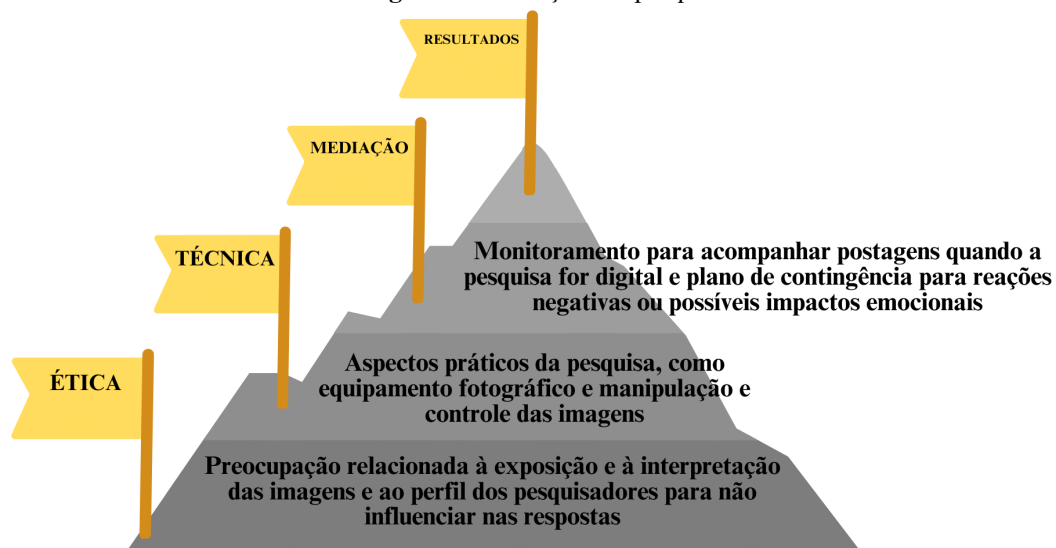 RESULTADOS
MEDIAÇÃO
Monitoramento para acompanhar postagens quando a
pesquisa for digital e plano de contingência para reações
negativas ou possíveis impactos emocionais
TÉCNICA
Aspectos práticos da pesquisa, como
equipamento fotográfico e manipulação e
controle das imagens
ÉTICA
Preocupação relacionada à exposição e à interpretação
das imagens e ao perfil dos pesquisadores para não
influenciar nas respostas